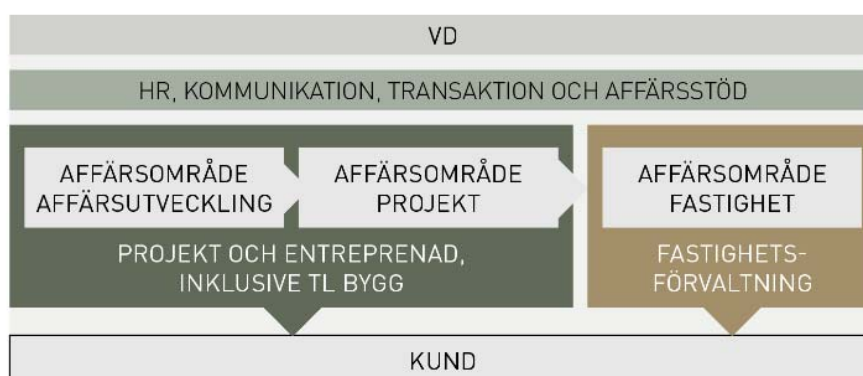 VD
HR, KOMMUNIKATION, TRANSAKTION OCH AFFÄRSSTÖD
AFFÄRSOMRÅDE
AFFÄRSUTVECKLING
AFFÄRSOMRÅDE
PROJEKT
PROJEKT OCH ENTREPRENAD,
INKLUSIVE TL BYGG
AFFÄRSOMRÅDE
FASTIGHET
FASTIGHETS-
FÖRVALTNING
KUND